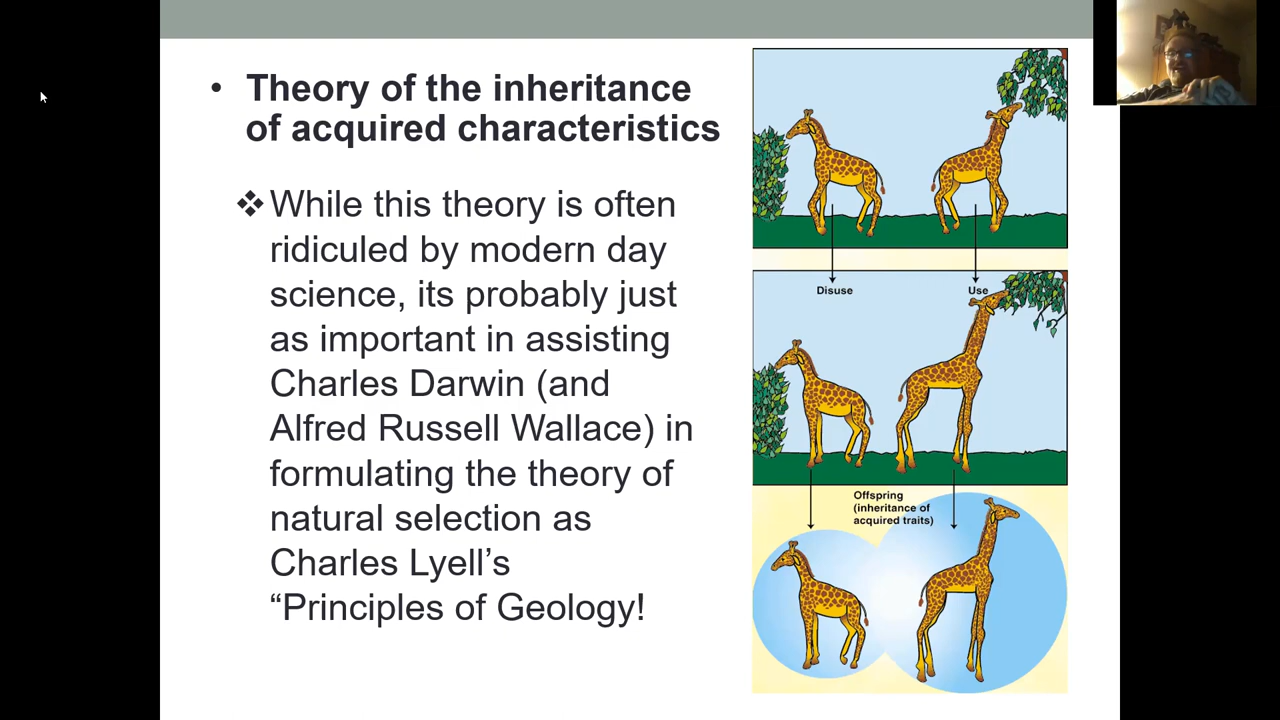 • Theory of the inheritance
of acquired characteristics
❖ While this theory is often
ridiculed by modern day
science, its probably just
as important in assisting
Charles Darwin (and
Alfred Russell Wallace) in
formulating the theory of
natural selection as
Charles Lyell’s
“Principles of Geology!
Disuse
Use
Offspring
(inheritance of
acquired traits)